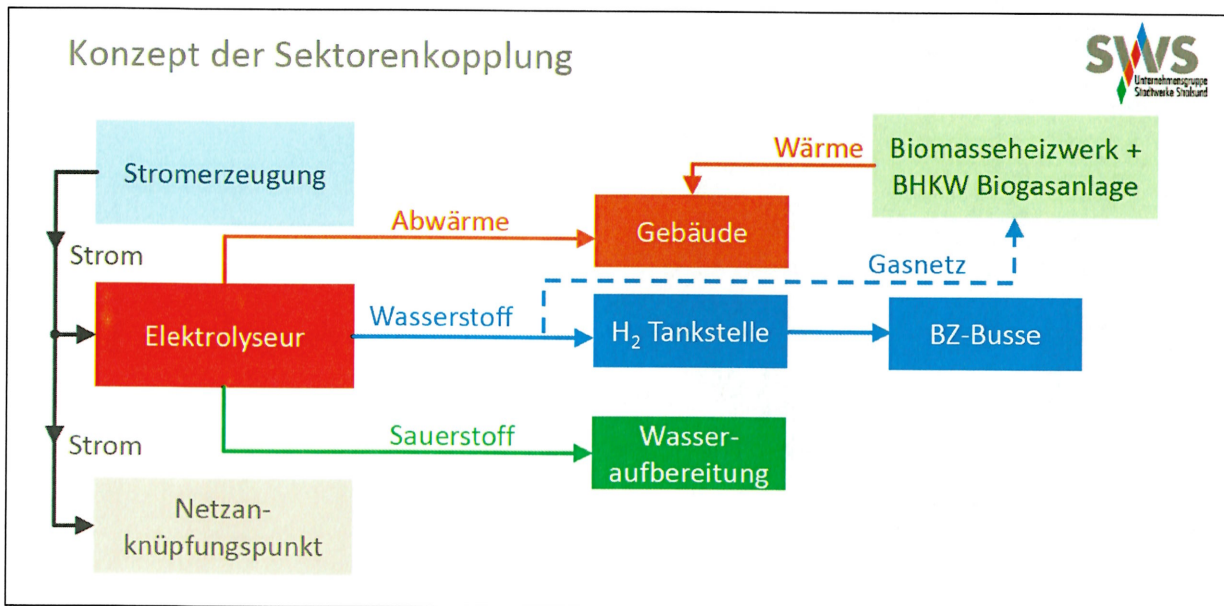 Konzept der Sektorenkopplung
SWS
Unternehmensgruppe
Stadtwerke Stralsund
Stromerzeugung
Wärme
Biomasseheizwerk +
BHKW Biogasanlage
Abwärme
Gebäude
Strom
Gasnetz
Elektrolyseur
Wasserstoff
H₂ Tankstelle
BZ-Busse
Strom
Sauerstoff
Wasser-
aufbereitung
Netzan-
knüpfungspunkt